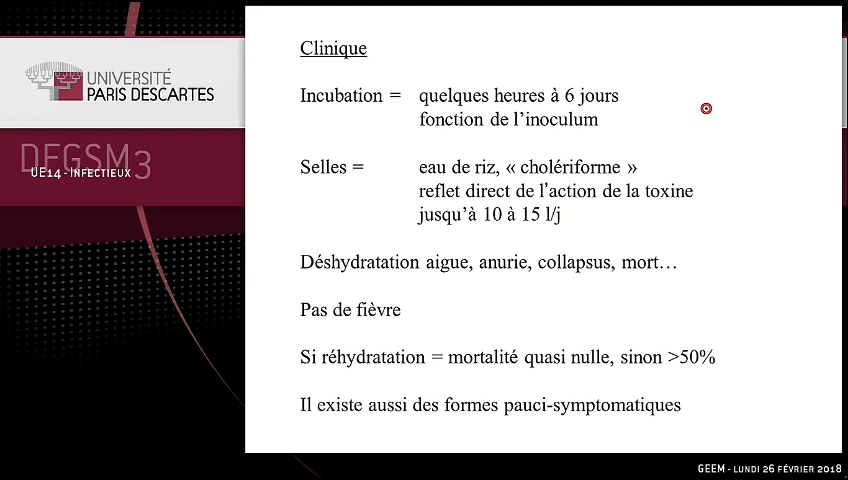 UNIVERSITÉ
PARIS DESCARTES
DFGSM3
UE14 - INFECTIEUX
Clinique
Incubation = quelques heures à 6 jours
fonction de l'inoculum
Selles = eau de riz, « cholériforme »
reflet direct de l'action de la toxine
jusqu'à 10 à 15 l/j
Déshydratation aigue, anurie, collapsus, mort…
Pas de fièvre
Si réhydratation = mortalité quasi nulle, sinon >50%
Il existe aussi des formes pauci-symptomatiques
GEEM - LUNDI 26 FÉVRIER 2018